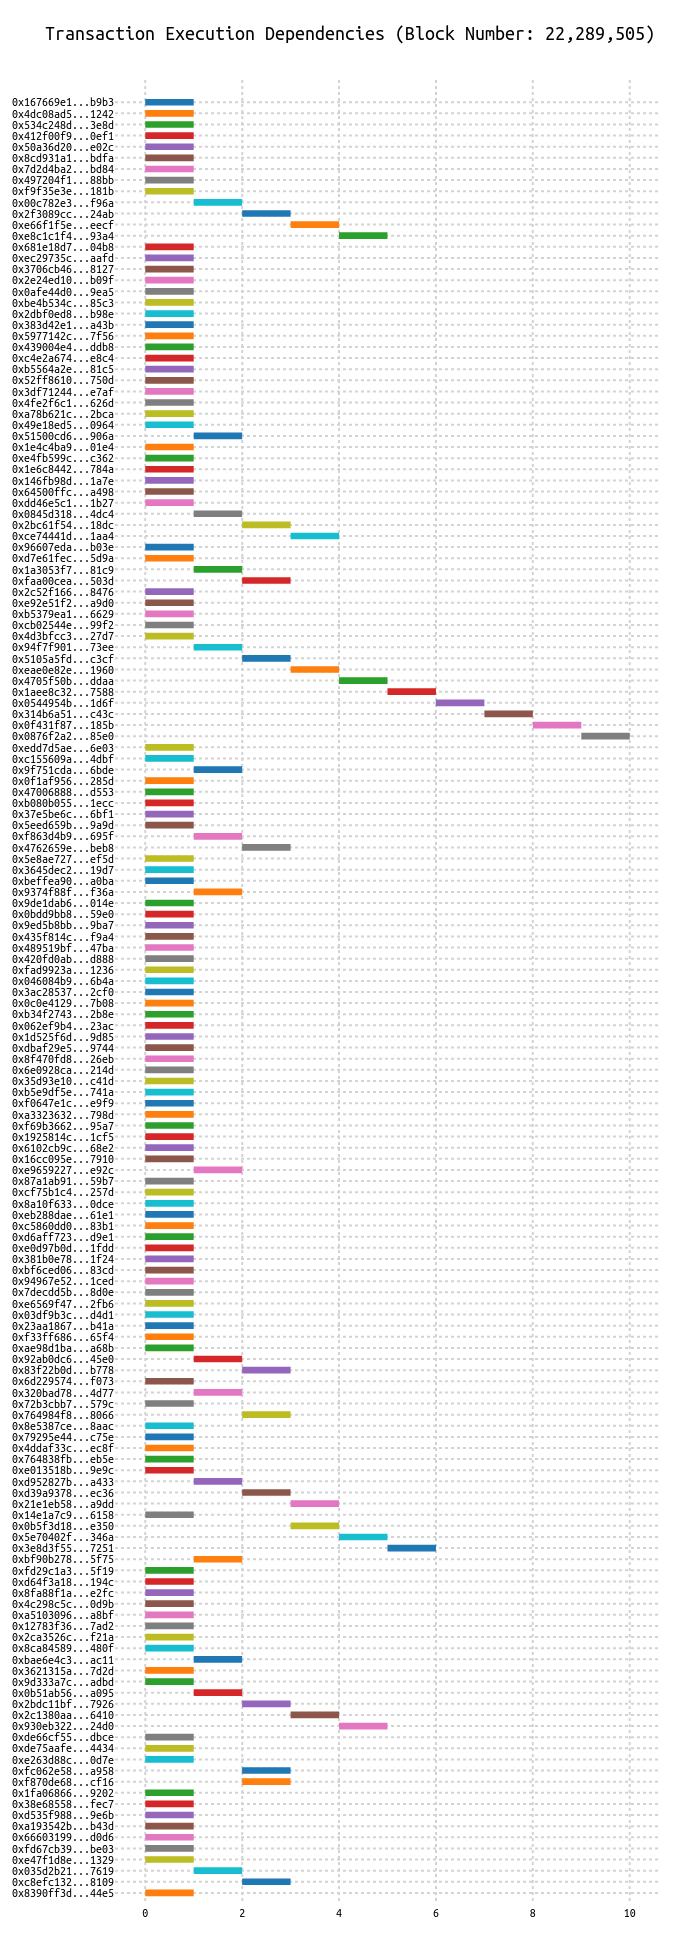 Transaction Execution Dependencies (Block Number: 22,289,505)
0x167669e1...b9b3
0x4dc08ad5...1242
0x534c248d...3e8d
0x412f00f9...0ef1
0x50a36d20...e02c
0x8cd931a1...bdfa
0x7d2d4ba2...bd84
0x497204f1...88bb
0xf9f35e3e...181b
0x00c782e3...f96a
0x2f3089cc...24ab
0xe66f1f5e...eecf
0xe8c1c1f4...93a4
0x681e18d7...04b8
0xec29735c...aafd
0x3706cb46...8127
0x2e24ed10...b09f
0x0afe44d0...9ea5
0xbe4b534c...85c3
0x2dbf0ed8...b98e
0x383d42e1...a43b
0x5977142c...7f56
0x439004e4...ddb8
0xc4e2a674...e8c4
0xb5564a2e...81c5
0x52ff8610...750d
0x3df71244...e7af
0x4fe2f6c1...626d
0xa78b621c...2bca
0x49e18ed5...0964
0x51500cd6...906a
0x1e4c4ba9...01e4
0xe4fb599c...c362
0x1e6c8442...784a
0x146fb98d...1a7e
0x64500ffc...a498
0xdd46e5c1...1b27
0x0845d318...4dc4
0x2bc61f54...18dc
0xce74441d...1aa4
0x96607eda...b03e
0xd7e61fec...5d9a
0x1a3053f7...81c9
0xfaa00cea...503d
0x2c52f166...8476
0xe92e51f2...a9d0
0xb5379ea1...6629
0xcb02544e...99f2
0x4d3bfcc3...27d7
0x94f7f901...73ee
0x5105a5fd...c3cf
0xeae0e82e...1960
0x4705f50b...ddaa
0x1aee8c32...7588
0x0544954b...1d6f
0x314b6a51...c43c
0x0f431f87...185b
0x0876f2a2...85e0
0xedd7d5ae...6e03
0xc155609a...4dbf
0x9f751cda...6bde
0x0f1af956...285d
0x47006888...d553
0xb080b055...1ecc
0x37e5be6c...6bf1
0x5eed659b...9a9d
0xf863d4b9...695f
0x4762659e...beb8
0x5e8ae727...ef5d
0x3645dec2...19d7
0xbeffea90...a0ba
0x9374f88f...f36a
0x9de1dab6...014e
0x0bdd9bb8...59e0
0x9ed5b8bb...9ba7
0x435f814c...f9a4
0x489519bf...47ba
0x420fd0ab...d888
0xfad9923a...1236
0x046084b9...6b4a
0x3ac28537...2cf0
0x0c0e4129...7b08
0xb34f2743...2b8e
0x062ef9b4...23ac
0x1d525f6d...9d85
0xdbaf29e5...9744
0x8f470fd8...26eb
0x6e0928ca...214d
0x35d93e10...c41d
0xb5e9df5e...741a
0xf0647e1c...e9f9
0xa3323632...798d
0xf69b3662...95a7
0x1925814c...1cf5
0x6102cb9c...68e2
0x16cc095e...7910
0xe9659227...e92c
0x87a1ab91...59b7
0xcf75b1c4...257d
0x8a10f633...0dce
0xeb288dae...61e1
0xc5860dd0...83b1
0xd6aff723...d9e1
0xe0d97b0d...1fdd
0x381b0e78...1f24
0xbf6ced06...83cd
0x94967e52...1ced
0x7decdd5b...8d0e
0xe6569f47...2fb6
0x03df9b3c...d4d1
0x23aa1867...b41a
0xf33ff686...65f4
0xae98d1ba...a68b
0x92ab0dc6...45e0
0x83f22b0d...b778
0x6d229574...f073
0x320bad78...4d77
0x72b3cbb7...579c
0x764984f8...8066
0x8e5387ce...8aac
0x79295e44...c75e
0x4ddaf33c...ec8f
0x764838fb...eb5e
0xe013518b...9e9c
0xd952827b...a433
0xd39a9378...ec36
0x21e1eb58...a9dd
0x14e1a7c9...6158
0x0b5f3d18...e350
0x5e70402f...346a
0x3e8d3f55...7251
0xbf90b278...5f75
0xfd29c1a3...5f19
0xd64f3a18...194c
0x8fa88f1a...e2fc
0x4c298c5c...0d9b
0xa5103096...a8bf
0x12783f36...7ad2
0x2ca3526c...f21a
0x8ca84589...480f
0xbae6e4c3...ac11
0x3621315a...7d2d
0x9d333a7c...adbd
0x0b51ab56...a095
0x2bdc11bf...7926
0x2c1380aa...6410
0x930eb322...24d0
0xde66cf55...dbce
0xde75aafe...4434
0xe263d88c...0d7e
0xfc062e58...a958
0xf870de68...cf16
0x1fa06866...9202
0x38e68558...fec7
0xd535f988...9e6b
0xa193542b...b43d
0x66603199...d0d6
0xfd67cb39...be03
0xe47f1d8e...1329
0x035d2b21...7619
0xc8efc132...8109
0x8390ff3d...44e5
0 2 4 6 8 10